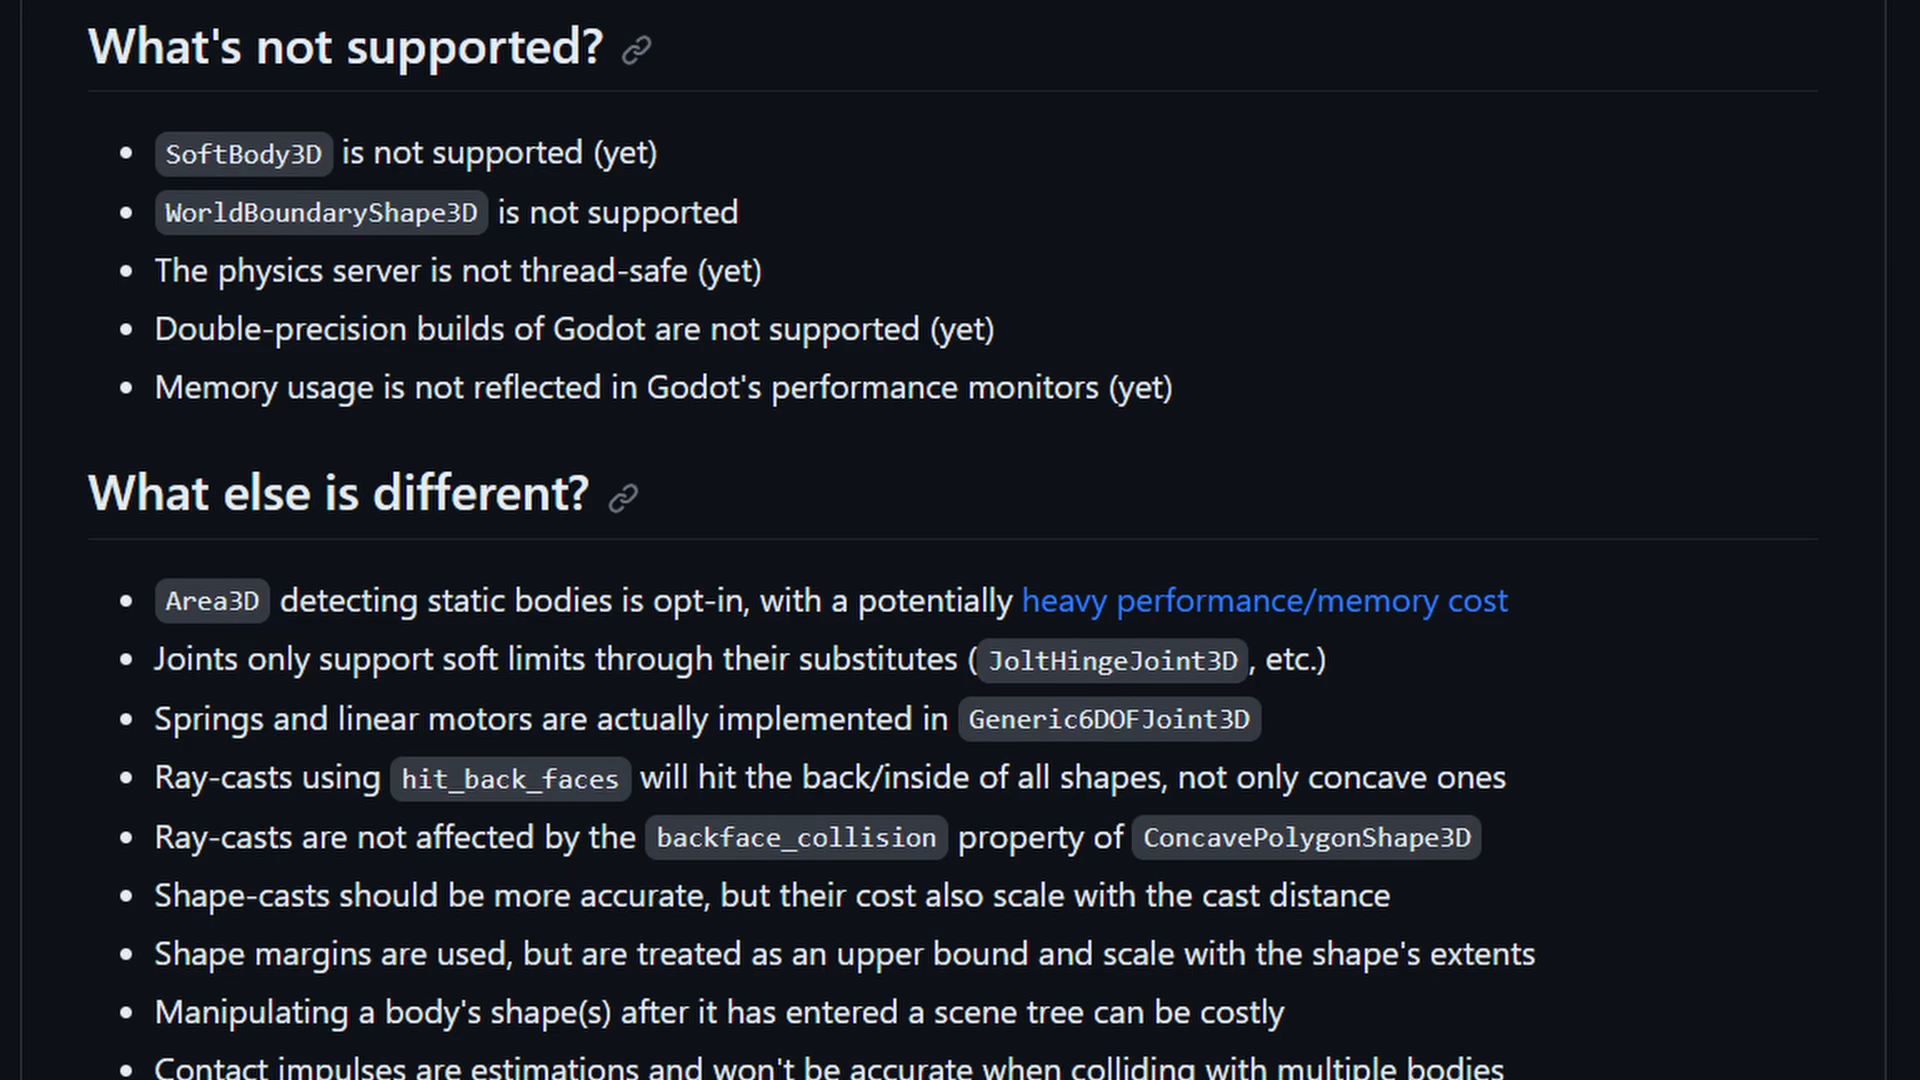 What's not supported?
SoftBody3D is not supported (yet)
WorldBoundaryShape3D is not supported
The physics server is not thread-safe (yet)
Double-precision builds of Godot are not supported (yet)
Memory usage is not reflected in Godot's performance monitors (yet)
What else is different?
Area3D detecting static bodies is opt-in, with a potentially heavy performance/memory cost
Joints only support soft limits through their substitutes (JoltHingeJoint3D, etc.)
Springs and linear motors are actually implemented in Generic6DOFJoint3D
Ray-casts using hit_back_faces will hit the back/inside of all shapes, not only concave ones
Ray-casts are not affected by the backface_collision property of ConcavePolygonShape3D
Shape-casts should be more accurate, but their cost also scale with the cast distance
Shape margins are used, but are treated as an upper bound and scale with the shape's extents
Manipulating a body's shape(s) after it has entered a scene tree can be costly
Contact impulses are estimations and won't be accurate when colliding with multiple bodies